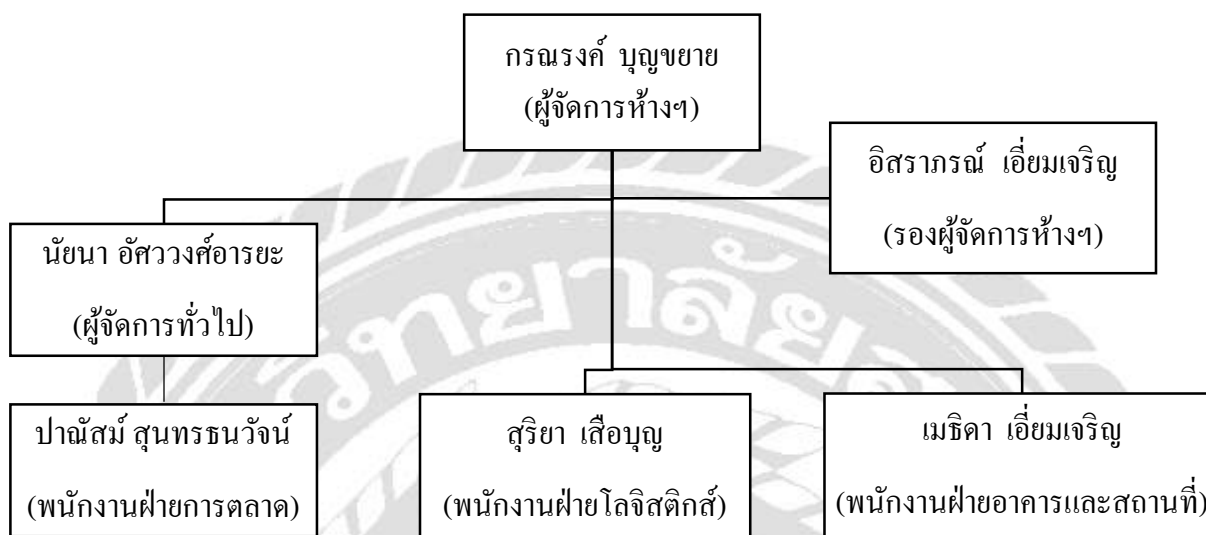 กรณรงค์ บุญขยาย
(ผู้จัดการห้างฯ)
อิสราภรณ์ เอี่ยมเจริญ
(รองผู้จัดการห้างฯ)
นัยนา อัศววงศ์อารยะ
(ผู้จัดการทั่วไป)
ปาณัสม์ สุนทรธนวัจน์
(พนักงานฝ่ายการตลาด)
สุริยา เสือบุญ
(พนักงานฝ่ายโลจิสติกส์)
เมธิดา เอี่ยมเจริญ
(พนักงานฝ่ายอาคารและสถานที่)